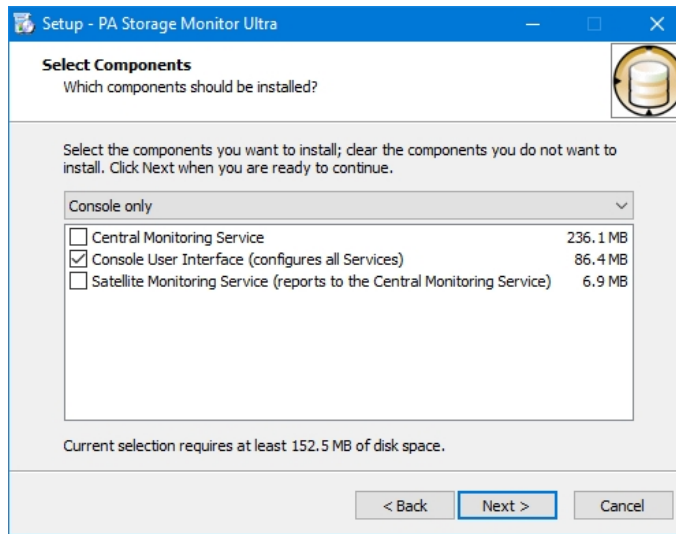 Setup - PA Storage Monitor Ultra
Select Components
Which components should be installed?
Select the components you want to install; clear the components you do not want to
install. Click Next when you are ready to continue.
Console only
Central Monitoring Service 236.1 MB
Console User Interface (configures all Services) 86.4 MB
Satellite Monitoring Service (reports to the Central Monitoring Service) 6.9 MB
Current selection requires at least 152.5 MB of disk space.
< Back Next > Cancel